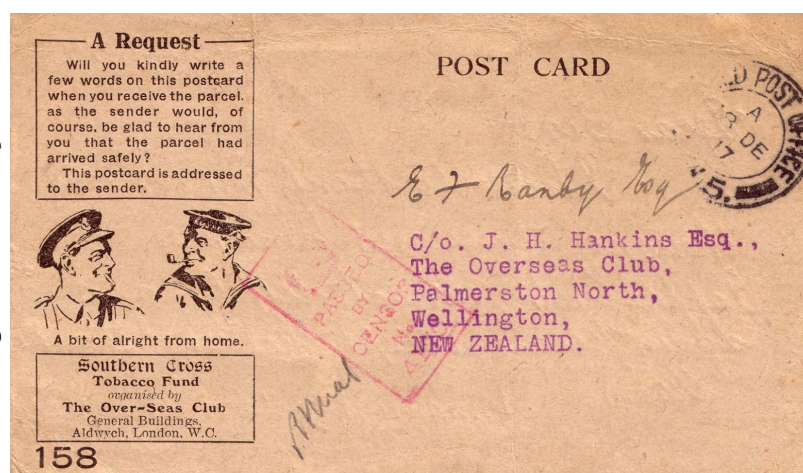 A Request
Will you kindly write a
few words on this postcard
when you receive the parcel,
as the sender would, of
course, be glad to hear from
you that the parcel had
arrived safely?
This postcard is addressed
to the sender.
A bit of alright from home.
Southern Cross
Tobacco Fund
organised by
The Over-Seas Club
General Buildings,
Aldwych, London, W.C.
158
POST CARD
POST OFFICE
A
DE
17
5.
Esq
C/o. J. H. Hankins Esq.,
The Overseas Club,
Palmerston North,
Wellington,
NEW ZEALAND.
PASSED
BY
CENSOR
No